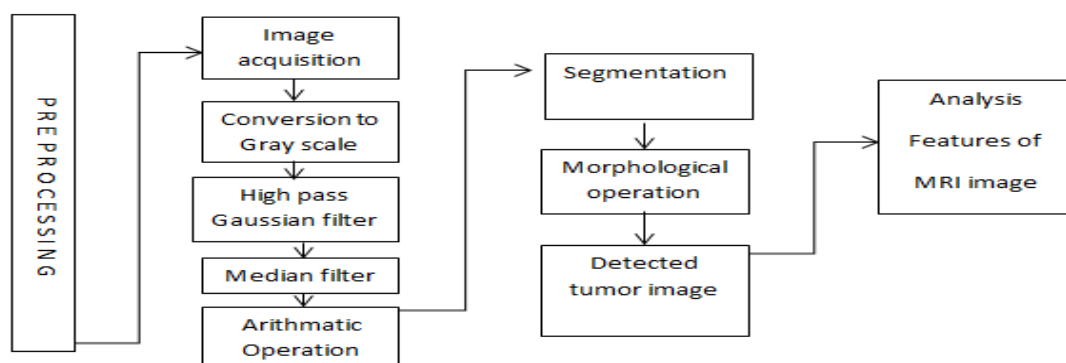 PREPROCESSING
Image
acquisition
Conversion to
Gray scale
High pass
Gaussian filter
Median filter
Arithmatic
Operation
Segmentation
Morphological
operation
Detected
tumor image
Analysis
Features of
MRI image